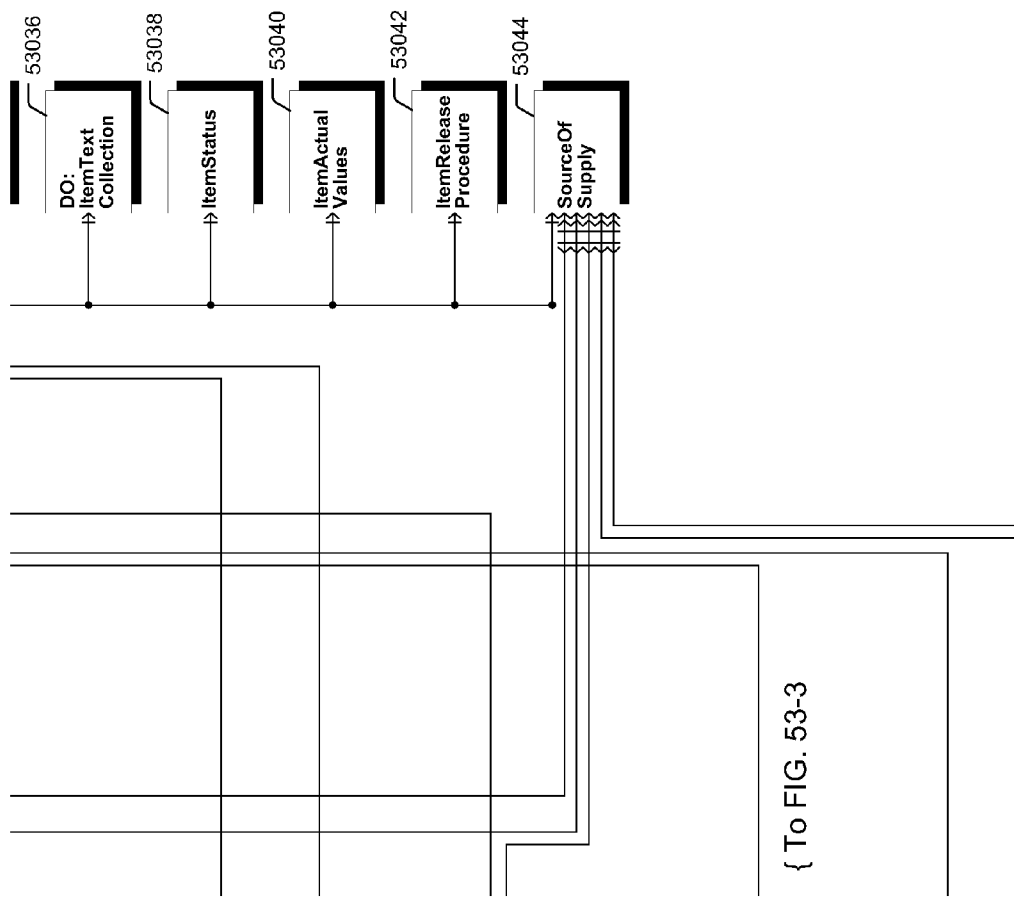 53036
DO:
ItemText
Collection
53038
ItemStatus
53040
ItemActual
Values
53042
ItemRelease
Procedure
53044
SourceOf
Supply
{ To FIG. 53-3